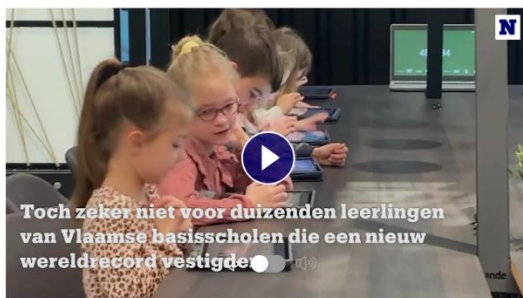 N
Toch zeker niet voor duizenden leerlingen
van Vlaamse basisscholen die een nieuw
wereldrecord vestigden